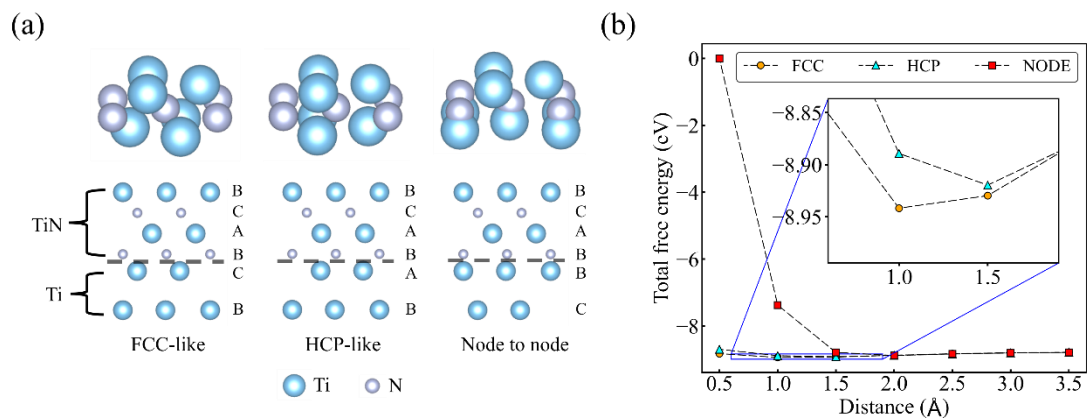 (a)
TiN
Ti
B
C
A
B
C
B
FCC-like
B
C
A
B
A
B
HCP-like
B
C
A
B
B
C
Node to node
Ti
N
(b)
FCC
HCP
NODE
Total free energy (eV)
0
−2
−4
−6
−8
0.5
1.0
1.5
2.0
2.5
3.0
3.5
Distance (Å)
−8.85
−8.90
−8.95
1.0
1.5